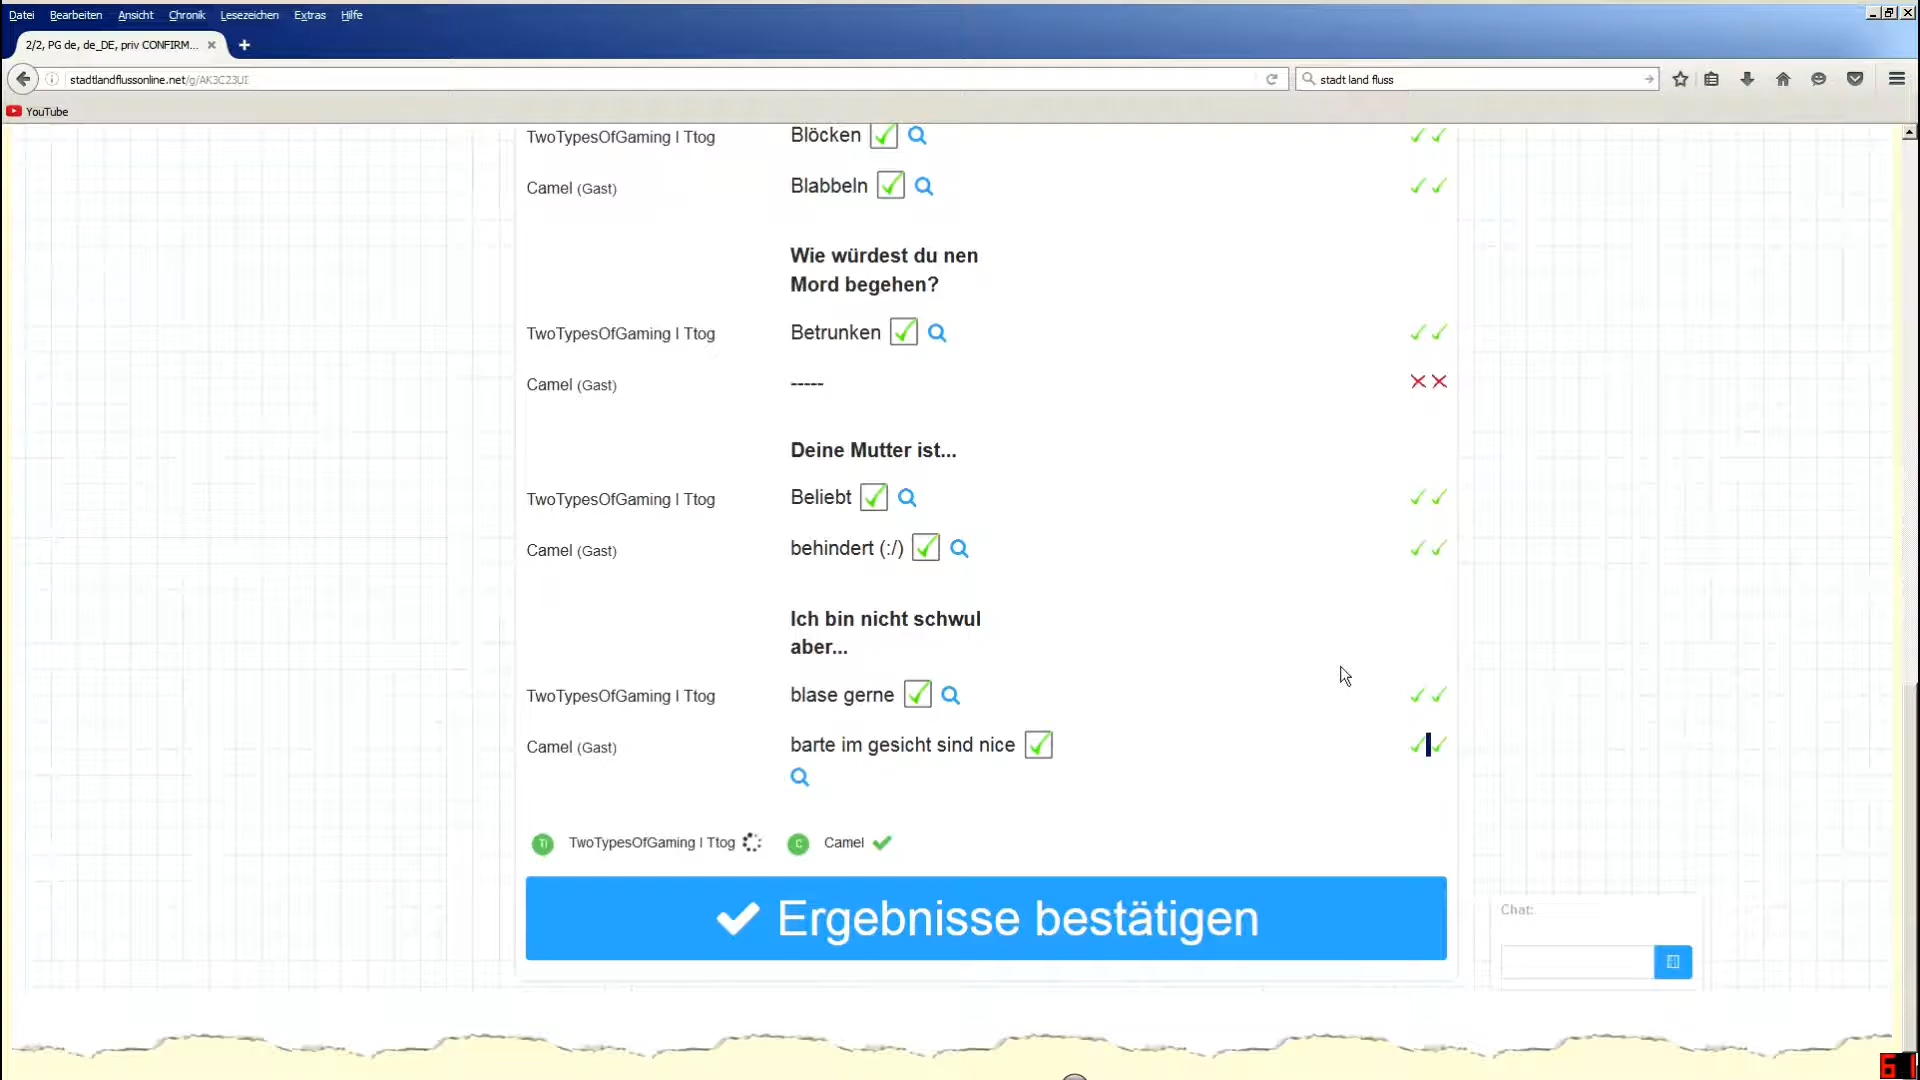 Datei Bearbeiten Ansicht Chronik Lesezeichen Extras Hilfe
2/2, PG de, de_DE, priv CONFIRM...
stadtlandflussonline.net/g/AK3C23UI
stadt land fluss
YouTube
TwoTypesOfGaming I Ttog Blöcken
Camel (Gast) Blabbeln
Wie würdest du nen
Mord begehen?
TwoTypesOfGaming I Ttog Betrunken
Camel (Gast) -----
Deine Mutter ist...
TwoTypesOfGaming I Ttog Beliebt
Camel (Gast) behindert (:/)
Ich bin nicht schwul
aber...
TwoTypesOfGaming I Ttog blase gerne
Camel (Gast) barte im gesicht sind nice
TI TwoTypesOfGaming I Ttog C Camel
Ergebnisse bestätigen
Chat:
61